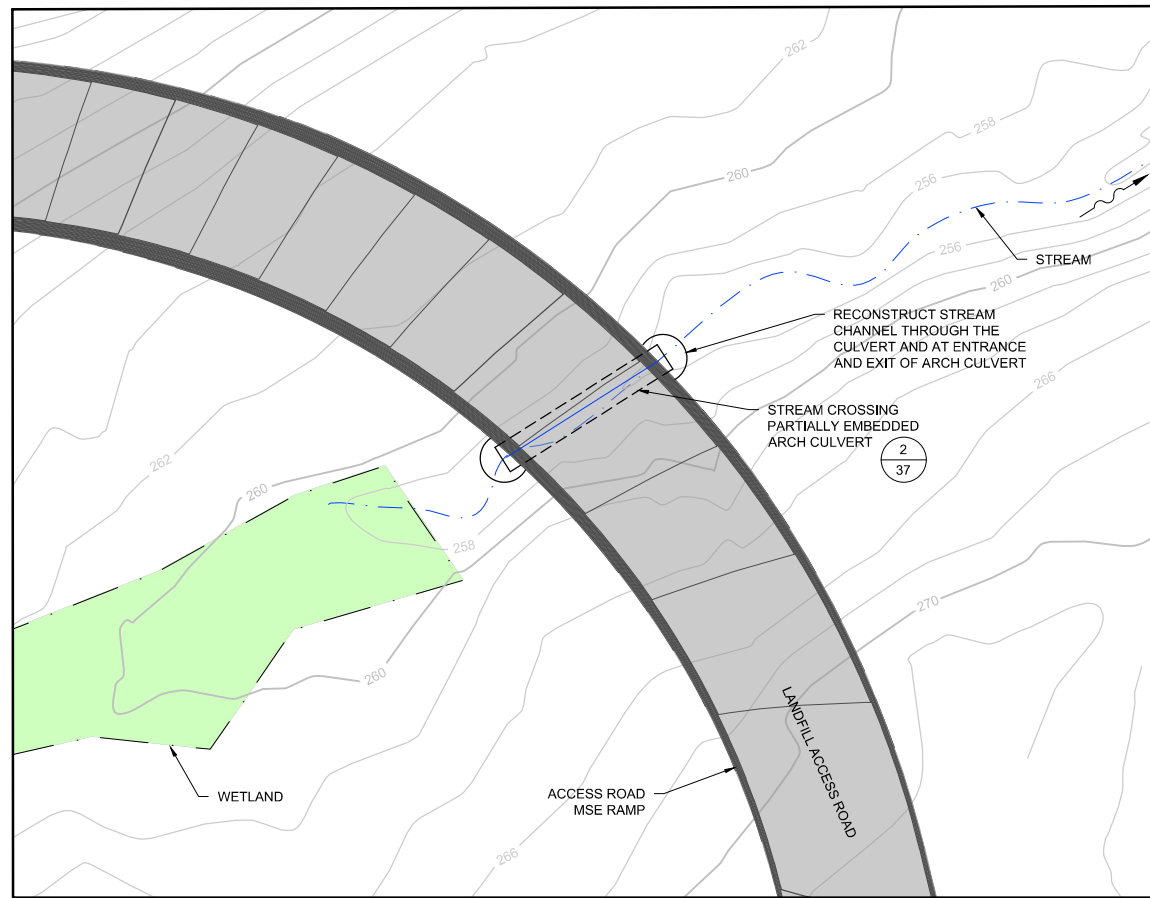 262
258
260
256
256
STREAM
260
RECONSTRUCT STREAM
CHANNEL THROUGH THE
CULVERT AND AT ENTRANCE
AND EXIT OF ARCH CULVERT
266
STREAM CROSSING
PARTIALLY EMBEDDED
ARCH CULVERT
2
37
262
260
258
270
260
LANDFILL ACCESS ROAD
WETLAND
ACCESS ROAD
MSE RAMP
266